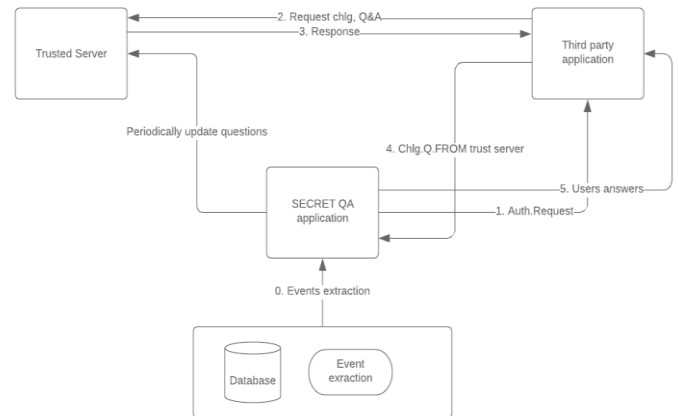 2. Request chlg, Q&A
3. Response
Trusted Server
Third party
application
Periodically update questions
4. Chlg.Q.FROM trust server
5. Users answers
SECRET QA
application
1. Auth.Request
0. Events extraction
Database
Event
exraction